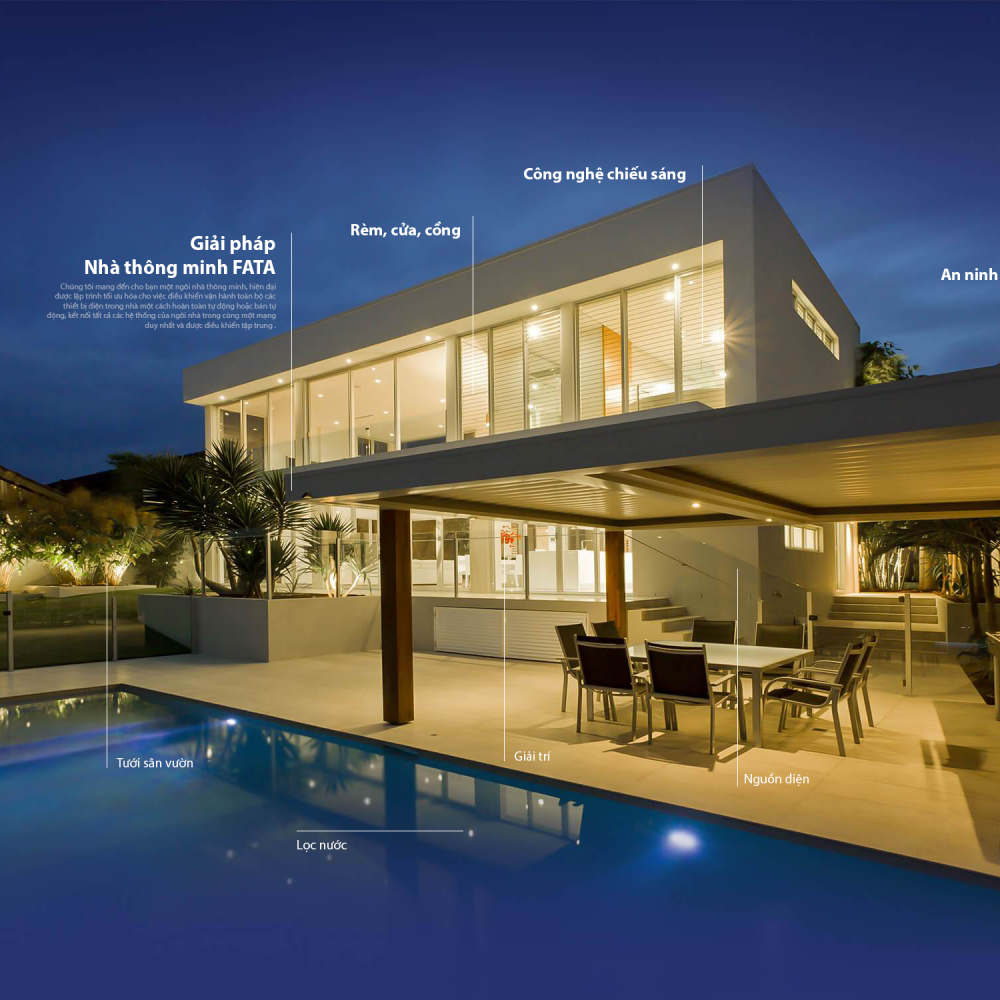 Công nghệ chiếu sáng
Rèm, cửa, cổng
Giải pháp
Nhà thông minh FATA
Chúng tôi mang đến cho bạn một ngôi nhà thông minh, hiện đại
được lập trình tối ưu hóa cho việc điều khiển vận hành toàn bộ các
thiết bị điện trong nhà một cách hoàn toàn tự động hoặc bán tự
động, kết nối tất cả các hệ thống của ngôi nhà trong cùng một mạng
duy nhất và được điều khiển tập trung .
An ninh
Tưới sân vườn
Giải trí
Nguồn điện
Lọc nước